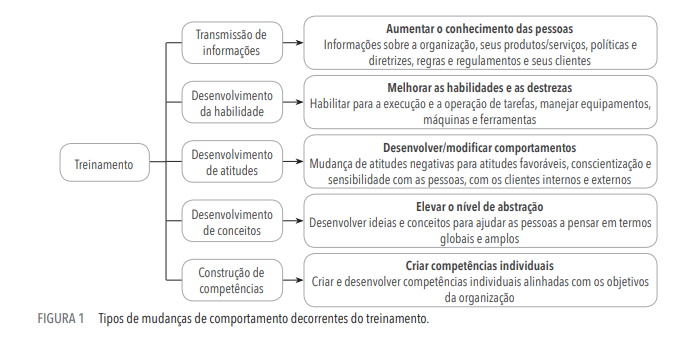 Treinamento
Transmissão de
informações
Aumentar o conhecimento das pessoas
Informações sobre a organização, seus produtos/serviços, políticas e
diretrizes, regras e regulamentos e seus clientes
Desenvolvimento
da habilidade
Melhorar as habilidades e as destrezas
Habilitar para a execução e a operação de tarefas, manejar equipamentos,
máquinas e ferramentas
Desenvolvimento
de atitudes
Desenvolver/modificar comportamentos
Mudança de atitudes negativas para atitudes favoráveis, conscientização e
sensibilidade com as pessoas, com os clientes internos e externos
Desenvolvimento
de conceitos
Elevar o nível de abstração
Desenvolver ideias e conceitos para ajudar as pessoas a pensar em termos
globais e amplos
Construção de
competências
Criar competências individuais
Criar e desenvolver competências individuais alinhadas com os objetivos
da organização
FIGURA 1 Tipos de mudanças de comportamento decorrentes do treinamento.